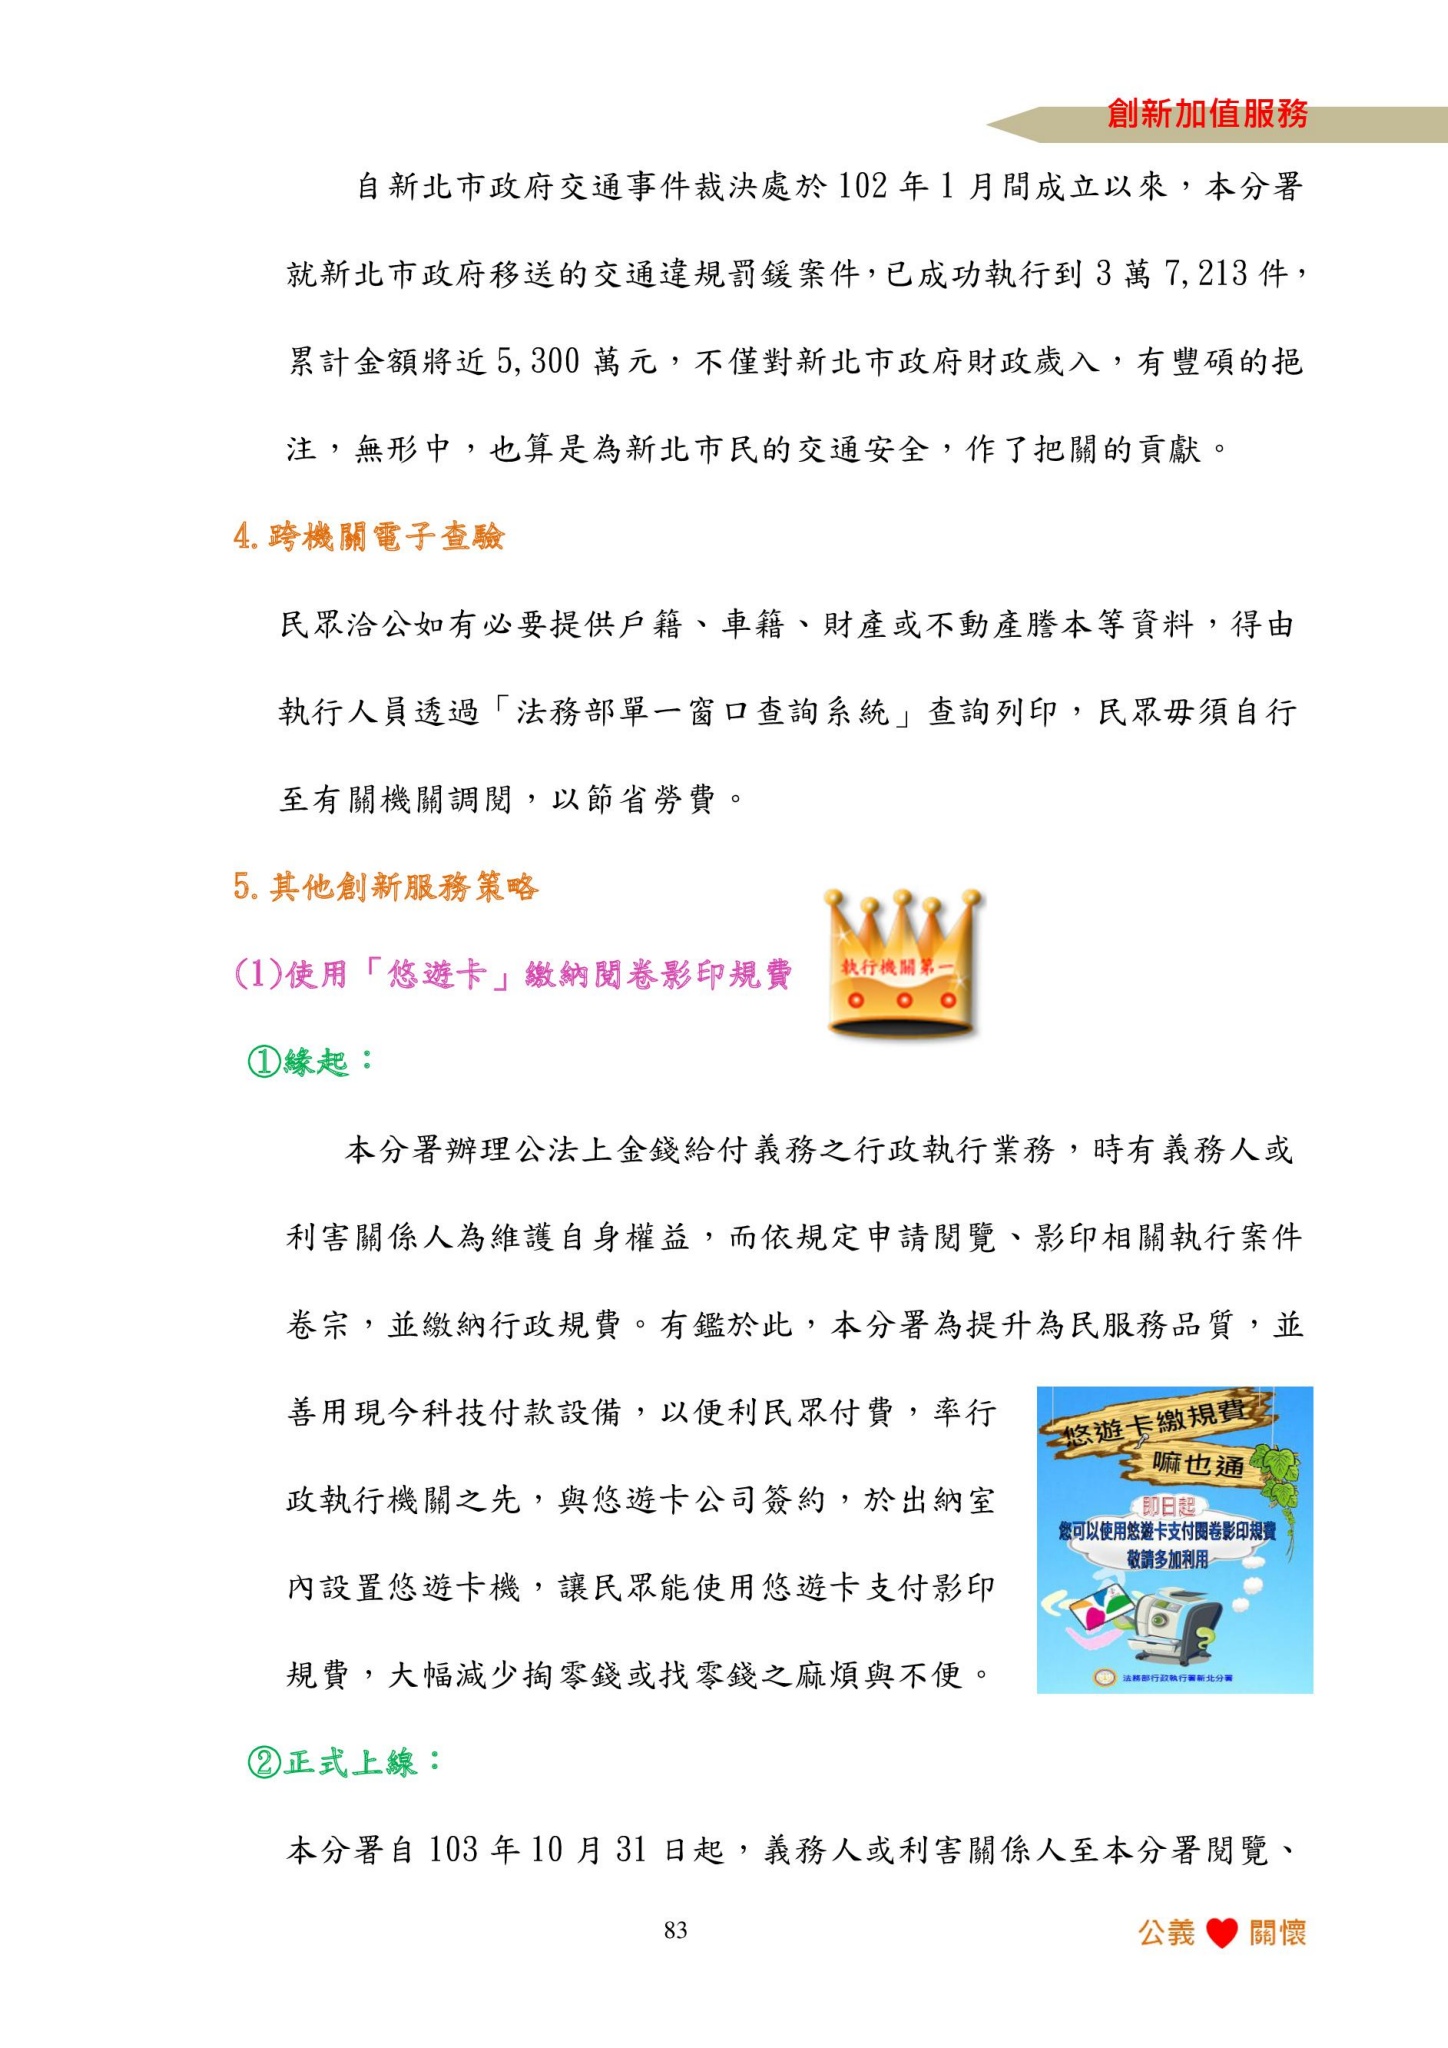 創新加值服務
自新北市政府交通事件裁決處於 102 年 1 月間成立以來，本分署
就新北市政府移送的交通違規罰鍰案件，已成功執行到 3 萬 7,213 件，
累計金額將近 5,300 萬元，不僅對新北市政府財政歲入，有豐碩的挹
注，無形中，也算是為新北市民的交通安全，作了把關的貢獻。
4.跨機關電子查驗
民眾洽公如有必要提供戶籍、車籍、財產或不動產謄本等資料，得由
執行人員透過「法務部單一窗口查詢系統」查詢列印，民眾毋須自行
至有關機關調閱，以節省勞費。
5.其他創新服務策略
(1)使用「悠遊卡」繳納閱卷影印規費
執行機關第一
①緣起：
本分署辦理公法上金錢給付義務之行政執行業務，時有義務人或
利害關係人為維護自身權益，而依規定申請閱覽、影印相關執行案件
卷宗，並繳納行政規費。有鑑於此，本分署為提升為民服務品質，並
善用現今科技付款設備，以便利民眾付費，率行
政執行機關之先，與悠遊卡公司簽約，於出納室
內設置悠遊卡機，讓民眾能使用悠遊卡支付影印
規費，大幅減少掏零錢或找零錢之麻煩與不便。
悠遊卡繳規費
嘛也通
即日起
您可以使用悠遊卡支付閱卷影印規費
敬請多加利用
法務部行政執行署新北分署
②正式上線：
本分署自 103 年 10 月 31 日起，義務人或利害關係人至本分署閱覽、
83
公義 關懷